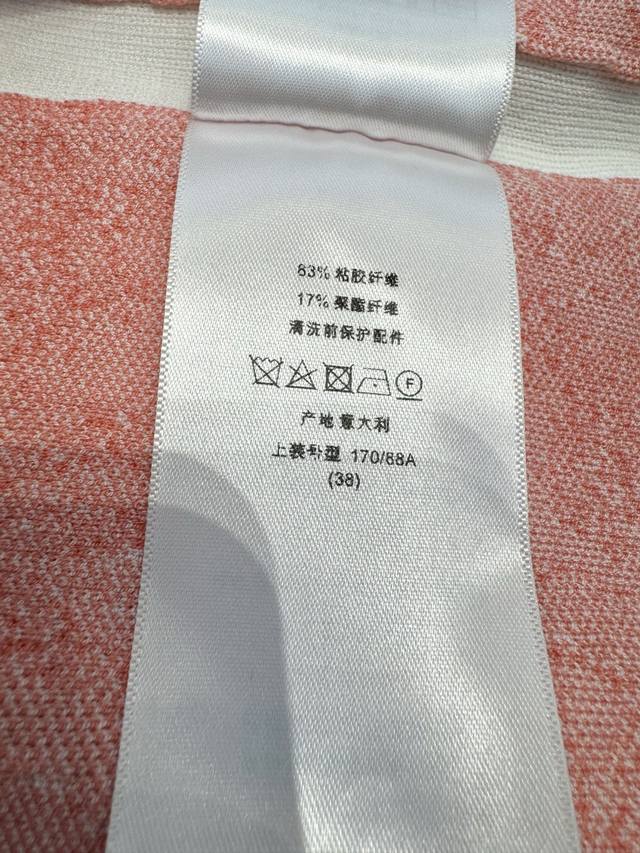 83% 粘胶纤维
17% 聚酯纤维
清洗前保护配件
F
产地 意大利
上装号型 170/88A
(38)